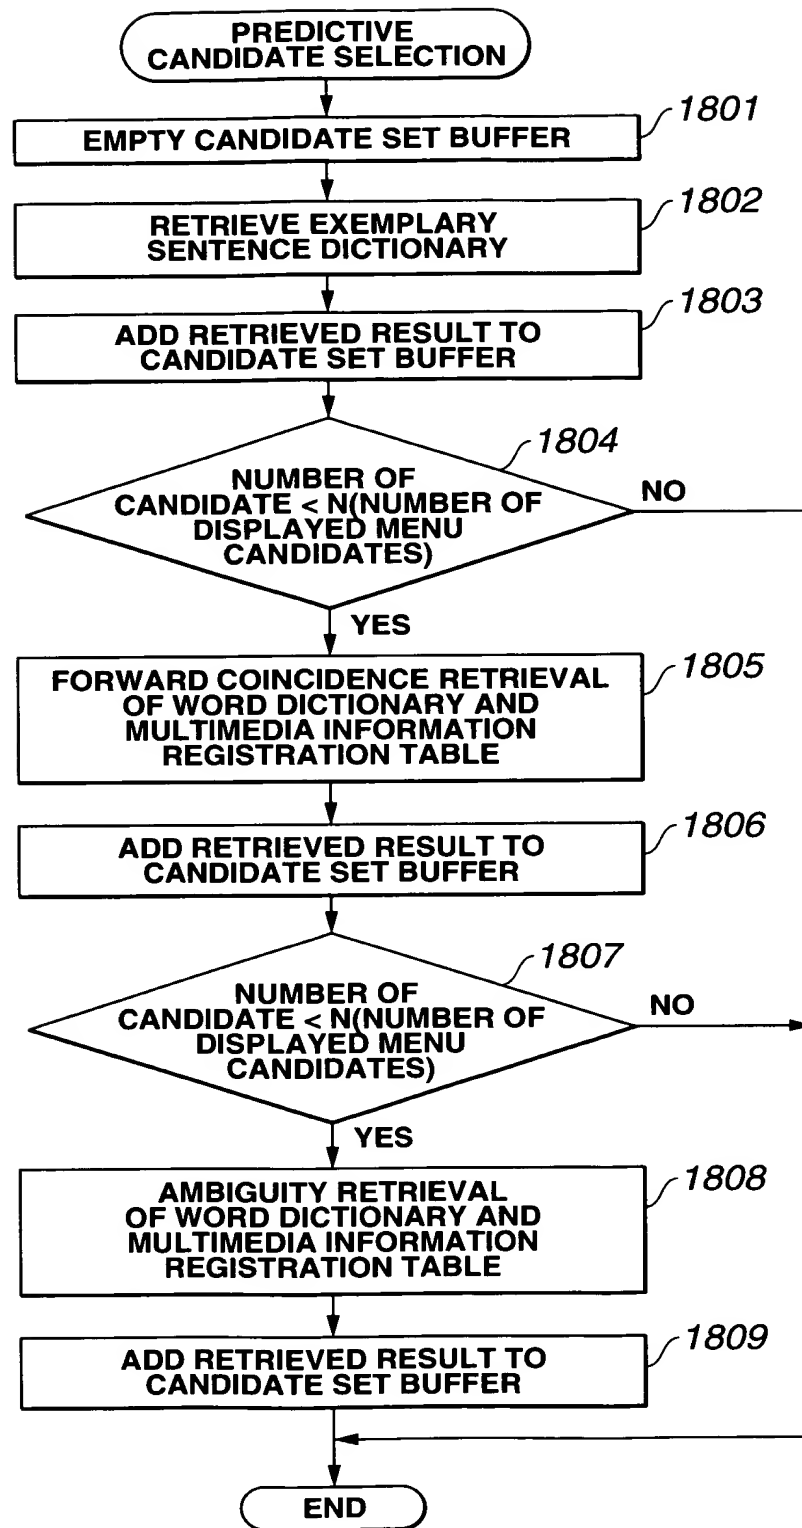 PREDICTIVE
CANDIDATE SELECTION
1801
EMPTY CANDIDATE SET BUFFER
1802
RETRIEVE EXEMPLARY
SENTENCE DICTIONARY
1803
ADD RETRIEVED RESULT TO
CANDIDATE SET BUFFER
1804
NUMBER OF
CANDIDATE < N(NUMBER OF
DISPLAYED MENU
CANDIDATES)
NO
YES
1805
FORWARD COINCIDENCE RETRIEVAL
OF WORD DICTIONARY AND
MULTIMEDIA INFORMATION
REGISTRATION TABLE
1806
ADD RETRIEVED RESULT TO
CANDIDATE SET BUFFER
1807
NUMBER OF
CANDIDATE < N(NUMBER OF
DISPLAYED MENU
CANDIDATES)
NO
YES
1808
AMBIGUITY RETRIEVAL
OF WORD DICTIONARY AND
MULTIMEDIA INFORMATION
REGISTRATION TABLE
1809
ADD RETRIEVED RESULT TO
CANDIDATE SET BUFFER
END